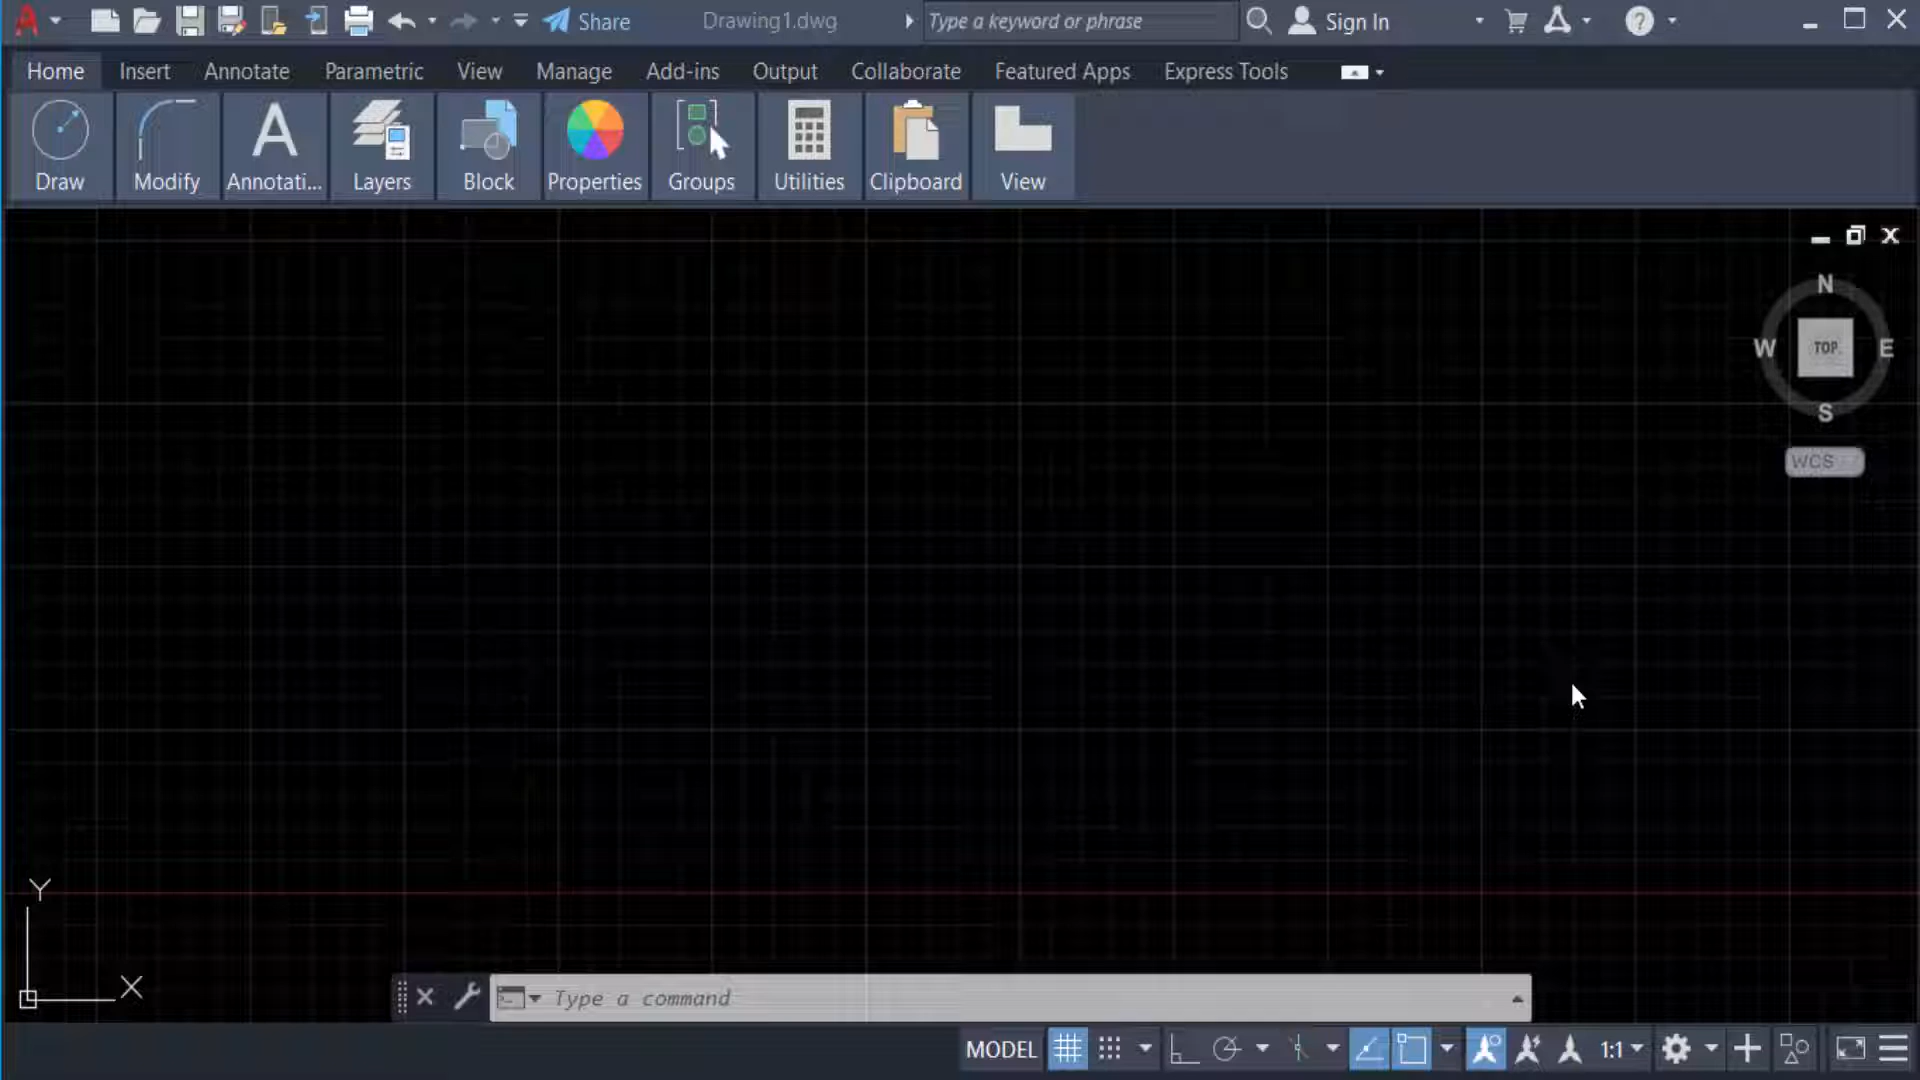 Share Drawing1.dwg Type a keyword or phrase Sign In
Home Insert Annotate Parametric View Manage Add-ins Output Collaborate Featured Apps Express Tools
Draw Modify Annotati... Layers Block Properties Groups Utilities Clipboard View
N
W TOP E
S
WCS
Y
X
Type a command
MODEL 1:1